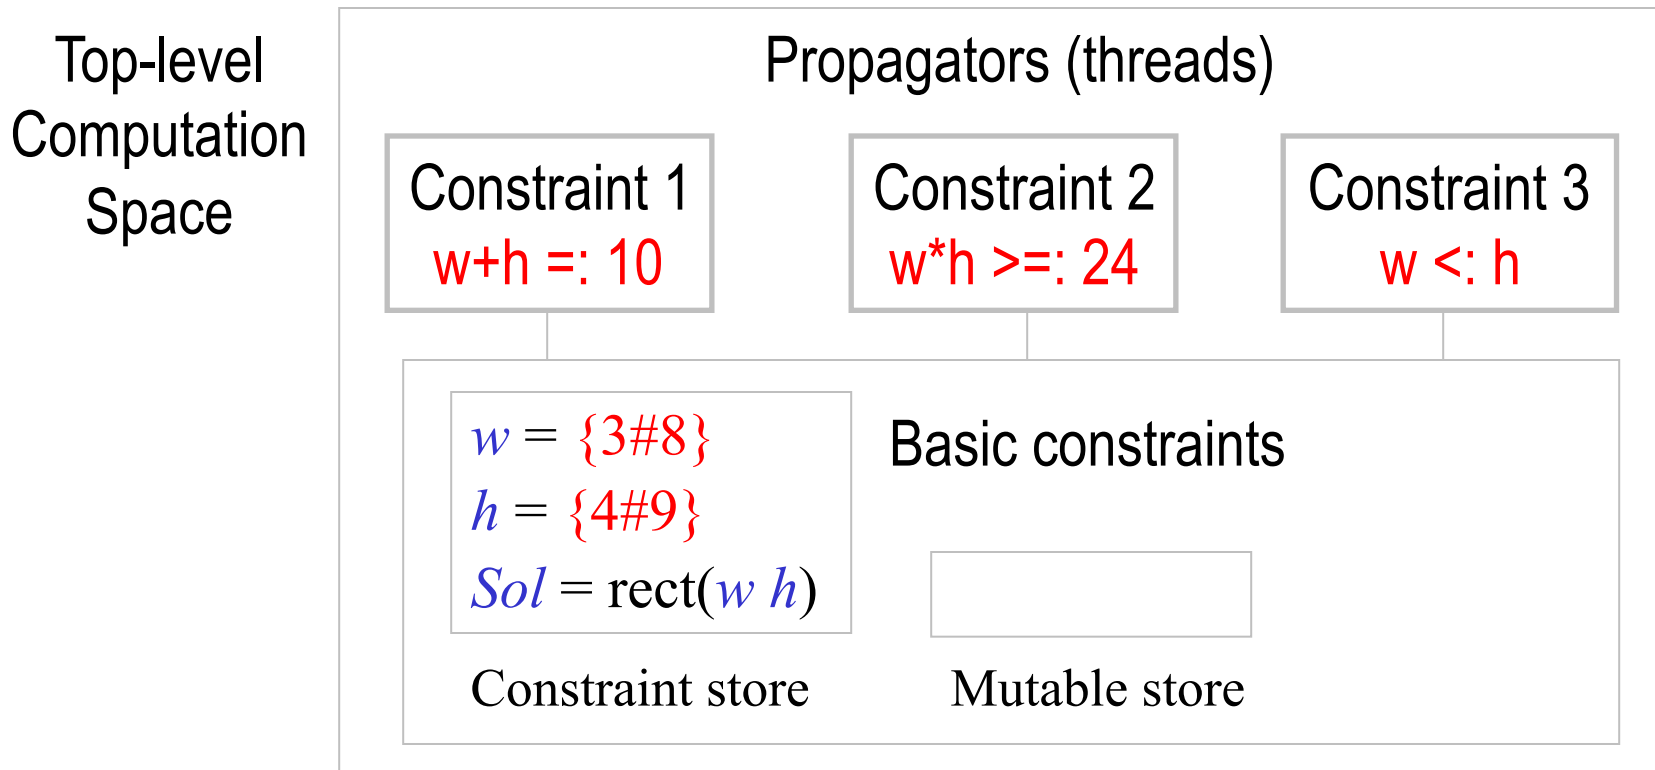 Top-level
Computation
Space
Propagators (threads)
Constraint 1
w+h =: 10
Constraint 2
w*h >=: 24
Constraint 3
w <: h
w = {3#8}
h = {4#9}
Sol = rect(w h)
Basic constraints
Constraint store
Mutable store